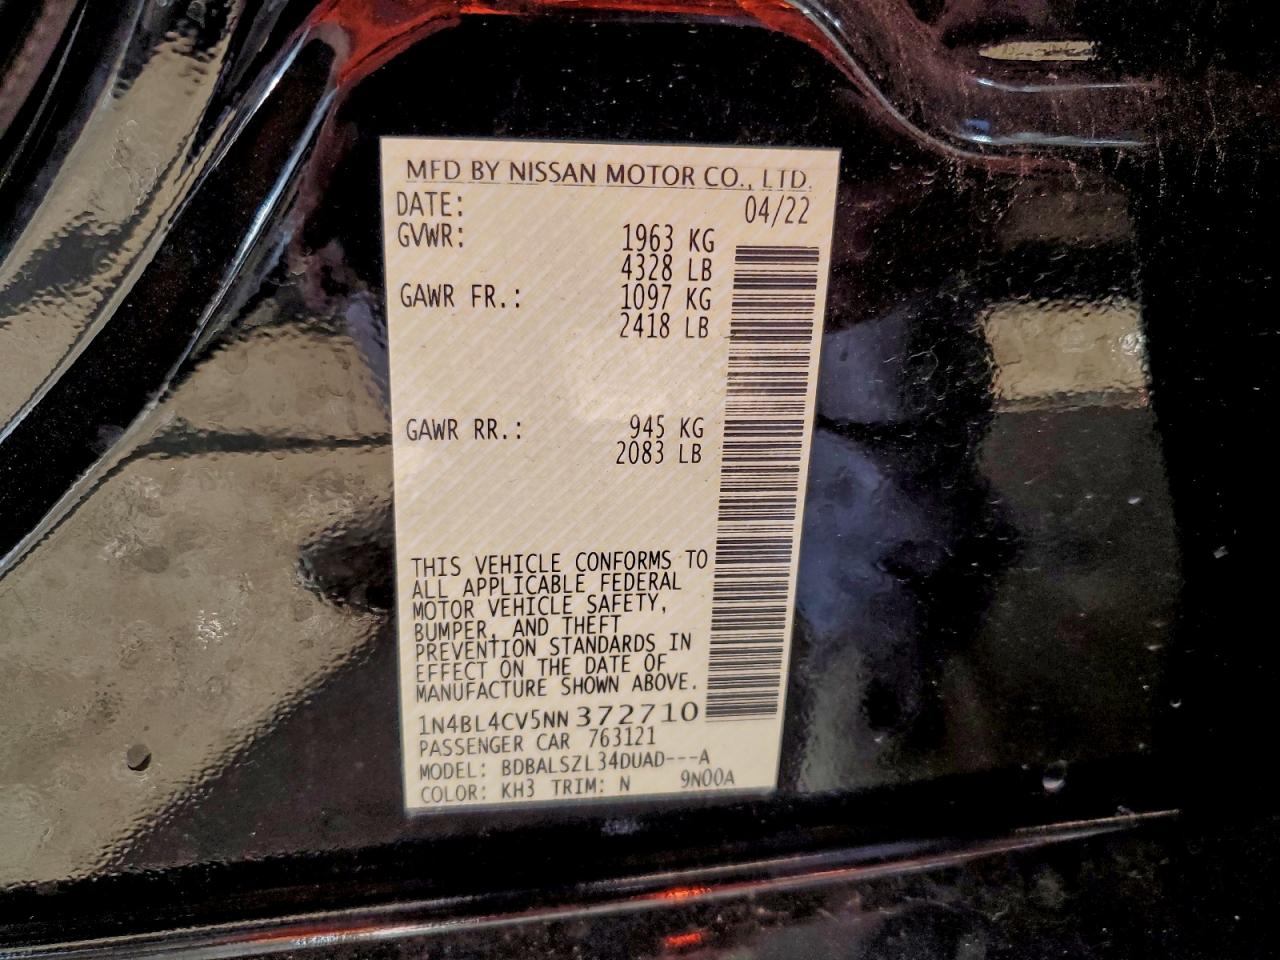 MFD BY NISSAN MOTOR CO., LTD.
DATE: 04/22
GVWR: 1963 KG
4328 LB
GAWR FR.: 1097 KG
2418 LB
GAWR RR.: 945 KG
2083 LB
THIS VEHICLE CONFORMS TO
ALL APPLICABLE FEDERAL
MOTOR VEHICLE SAFETY,
BUMPER, AND THEFT
PREVENTION STANDARDS IN
EFFECT ON THE DATE OF
MANUFACTURE SHOWN ABOVE.
1N4BL4CV5NN372710
PASSENGER CAR 763121
MODEL: BDBALSZL34DUAD---A
COLOR: KH3 TRIM: N 9N00A